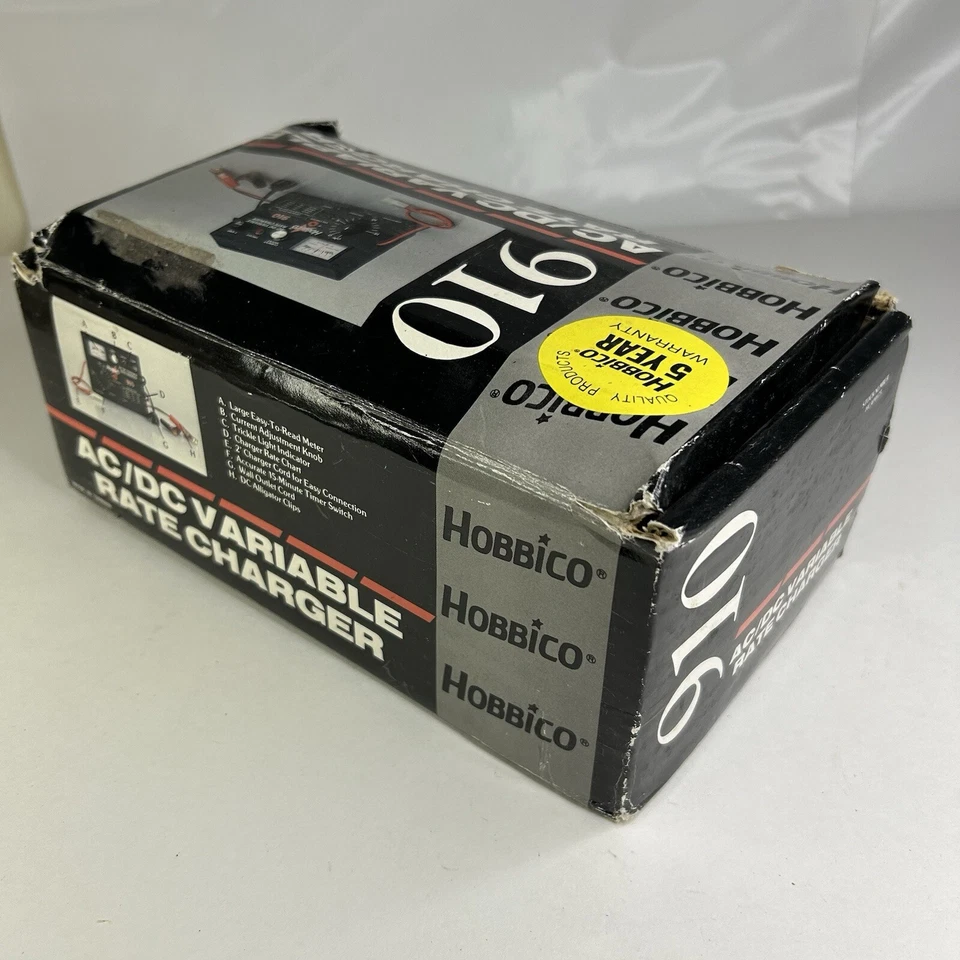 AC/DC VARIABLE
910
HOBBICO®
HOBBICO®
HOBBICO®
QUALITY PRODUCTS
HOBBICO®
5 YEAR
WARRANTY
A
B
C
D
G
H
A. Large Easy-To-Read Meter
B. Current Adjustment Knob
C. Trickle Light Indicator
D. Charger Rate Chart
E. 2' Charger Cord for Easy Connection
F. Accurate 15-Minute Timer Switch
G. Wall Outlet Cord
H. DC Alligator Clips
AC/DC VARIABLE
RATE CHARGER
HOBBICO®
HOBBICO®
HOBBICO®
910
AC/DC VARIABLE
RATE CHARGER